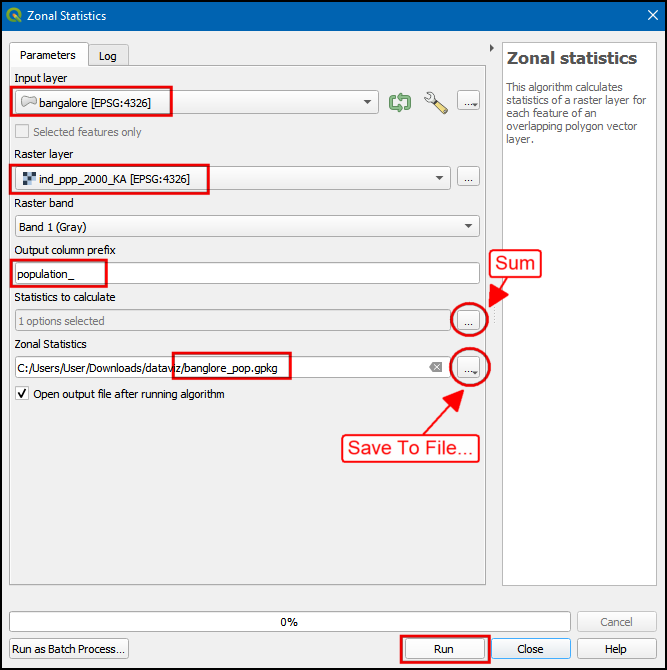 Zonal Statistics
Parameters
Log
Input layer
bangalore [EPSG:4326]
...
Selected features only
Raster layer
ind_ppp_2000_KA [EPSG:4326]
...
Raster band
Band 1 (Gray)
Output column prefix
population_
Sum
Statistics to calculate
1 options selected
...
Zonal Statistics
C:/Users/User/Downloads/dataviz/banglore_pop.gpkg
...
Open output file after running algorithm
Save To File...
Zonal statistics
This algorithm calculates
statistics of a raster layer for
each feature of an
overlapping polygon vector
layer.
0%
Cancel
Run as Batch Process...
Run
Close
Help